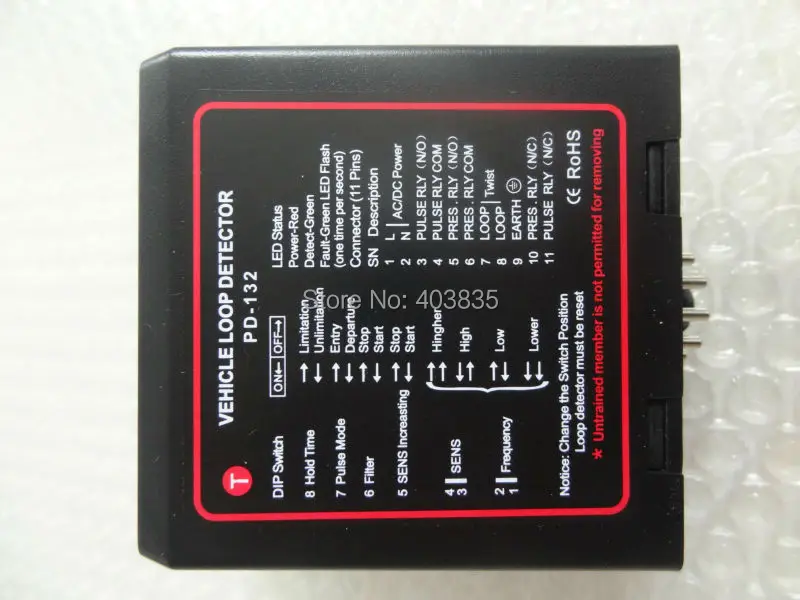 T
VEHICLE LOOP DETECTOR
PD-132
DIP Switch
ON← OFF→
8 Hold Time → Limitation
← Unlimitation
7 Pulse Mode → Entry
← Departure
6 Filter → Stop
← Start
5 SENS Increasting → Stop
← Start
4
3 SENS
2
1 Frequency
→→ Hingher
←→ High
→← Low
←← Lower
Notice: Change the Switch Position
Loop detector must be reset
LED Status
Power-Red
Detect-Green
Fault-Green LED Flash
(one time per second)
Connector (11 Pins)
SN Description
1 L
2 N AC/DC Power
3 PULSE RLY (N/O)
4 PULSE RLY COM
5 PRES . RLY (N/O)
6 PRES . RLY COM
7 LOOP
8 LOOP Twist
9 EARTH
10 PRES . RLY (N/C)
11 PULSE RLY (N/C)
CE RoHS
* Untrained member is not permitted for removing
Store No: 403835